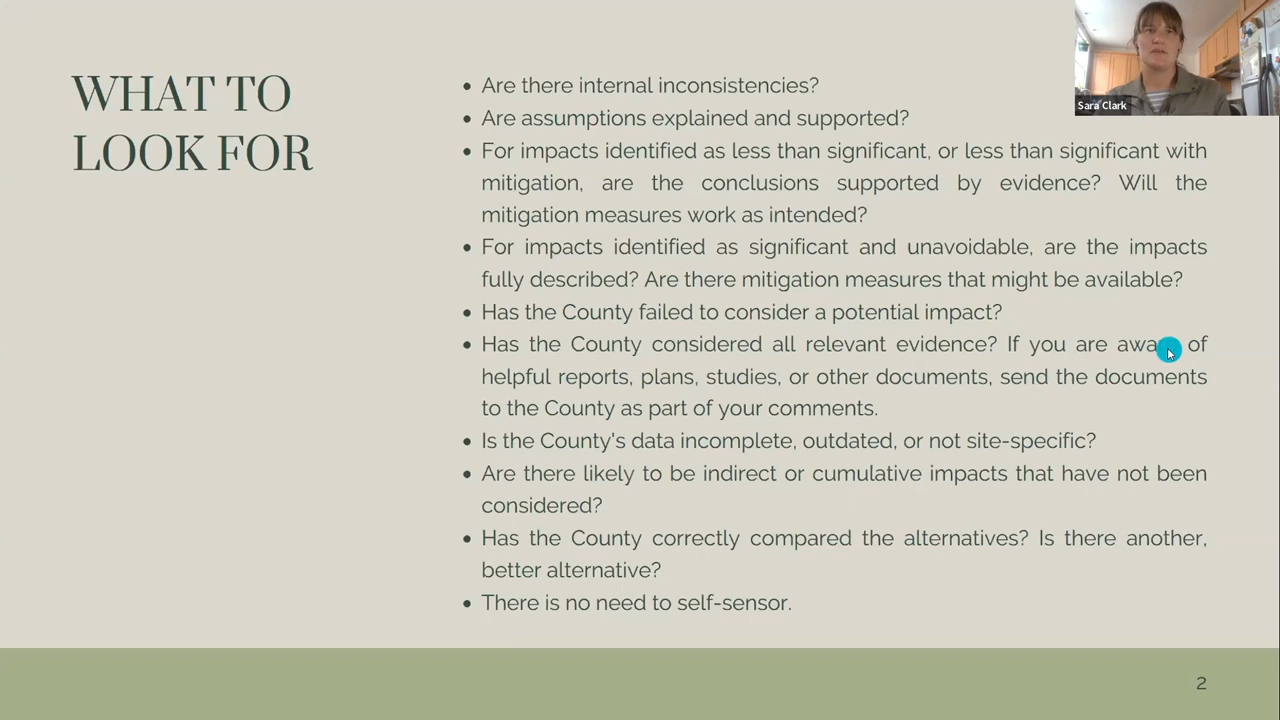 WHAT TO
LOOK FOR
• Are there internal inconsistencies?
• Are assumptions explained and supported?
• For impacts identified as less than significant, or less than significant with
mitigation, are the conclusions supported by evidence? Will the
mitigation measures work as intended?
• For impacts identified as significant and unavoidable, are the impacts
fully described? Are there mitigation measures that might be available?
• Has the County failed to consider a potential impact?
• Has the County considered all relevant evidence? If you are aware of
helpful reports, plans, studies, or other documents, send the documents
to the County as part of your comments.
• Is the County's data incomplete, outdated, or not site-specific?
• Are there likely to be indirect or cumulative impacts that have not been
considered?
• Has the County correctly compared the alternatives? Is there another,
better alternative?
• There is no need to self-sensor.
Sara Clark
2